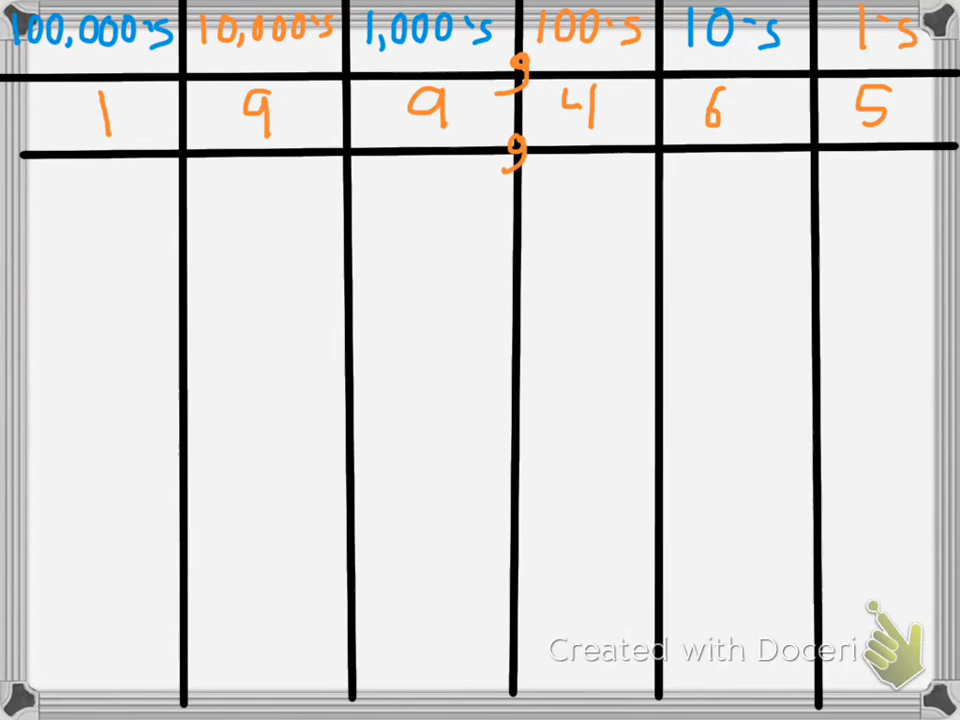 100,000's 10,000's 1,000's 100's 10-s 1-s
1 9 9 , 4 6 5
,
Created with Doceri